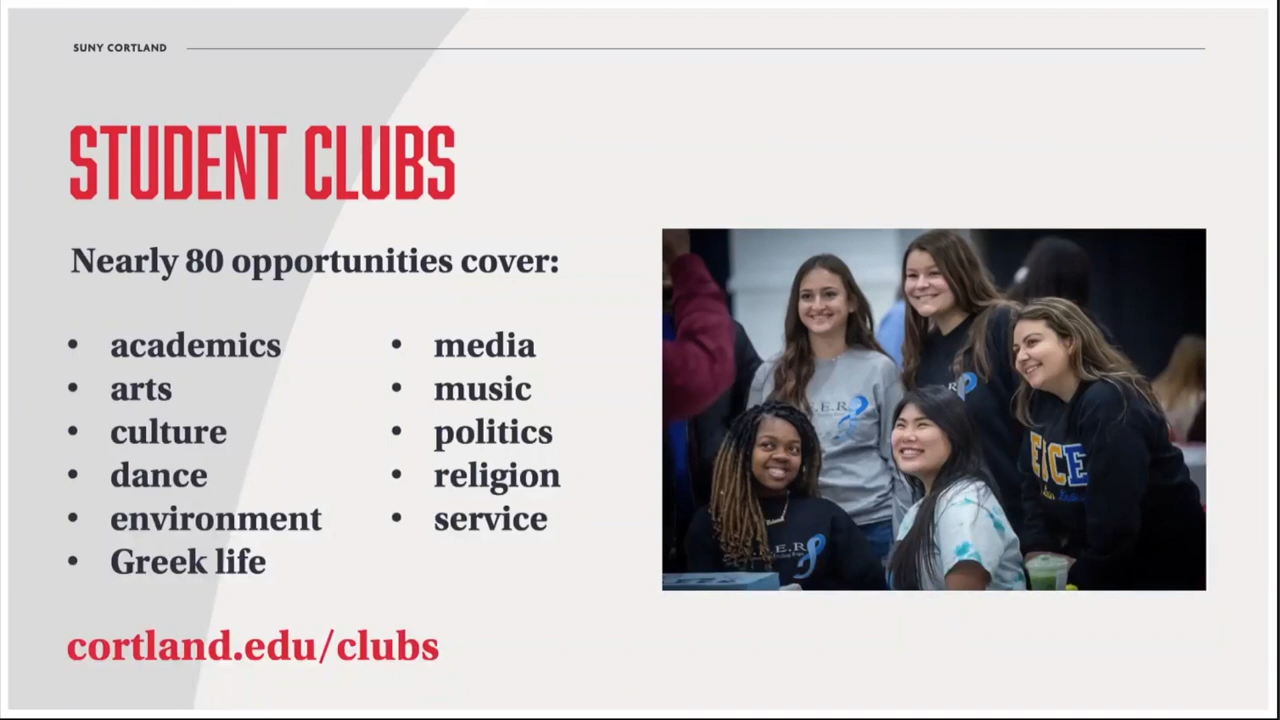 SUNY CORTLAND
STUDENT CLUBS
Nearly 80 opportunities cover:
• academics
• arts
• culture
• dance
• environment
• Greek life
• media
• music
• politics
• religion
• service
cortland.edu/clubs